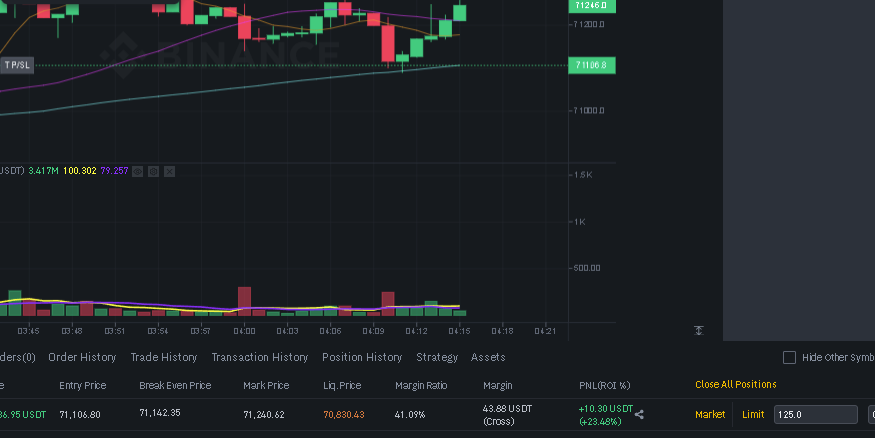 71246.0
71200.0
BINANCE
TP/SL
71106.8
71000.0
USDT) 3.417M 100.302 79.257
1.5K
1K
500.00
03:45 03:48 03:51 03:54 03:57 04:00 04:03 04:06 04:09 04:12 04:15 04:18 04:21
ders(0) Order History Trade History Transaction History Position History Strategy Assets
Hide Other Symb
e Entry Price Break Even Price Mark Price Liq. Price Margin Ratio Margin PNL(ROI %) Close All Positions
36.95 USDT 71,106.80 71,142.35 71,240.62 70,830.43 41.09% 43.88 USDT +10.30 USDT Market Limit 125.0
(Cross) (+23.48%)